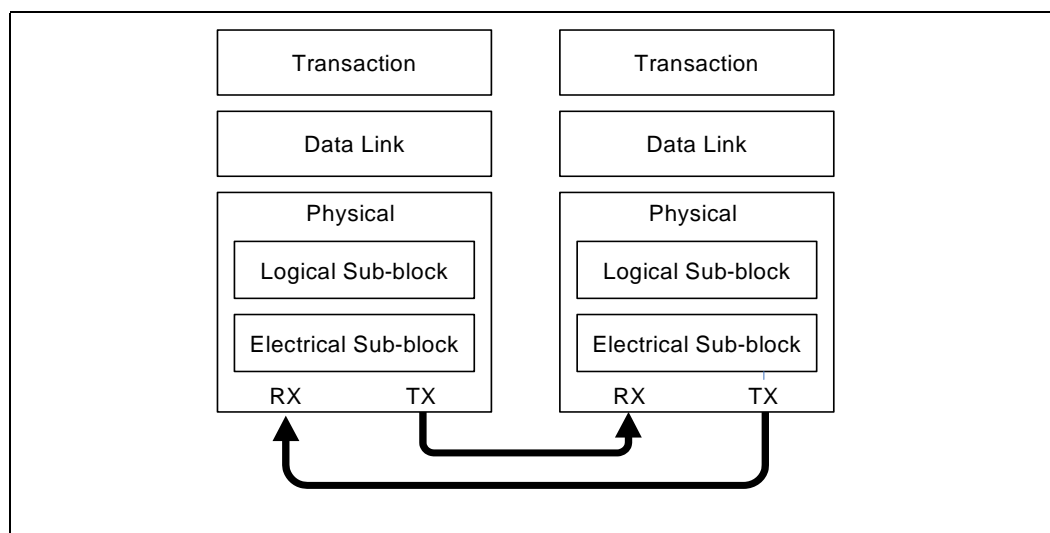 Transaction
Transaction
Data Link
Data Link
Physical
Physical
Logical Sub-block
Logical Sub-block
Electrical Sub-block
Electrical Sub-block
RX
TX
RX
TX